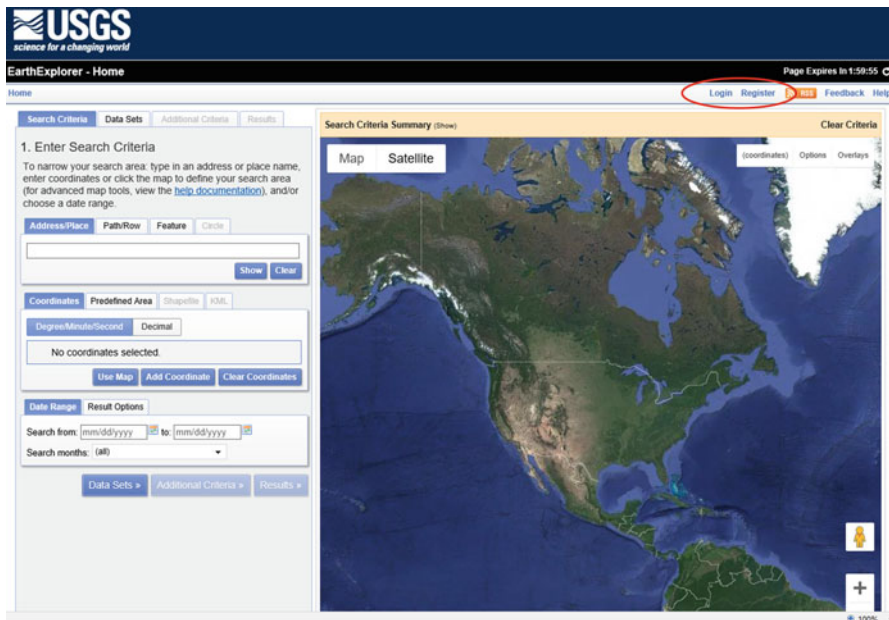 USGS
science for a changing world
EarthExplorer - Home
Page Expires In 1:59:55
Home
Login Register RSS Feedback Help
Search Criteria Data Sets Additional Criteria Results
Search Criteria Summary (Show)
Clear Criteria
1. Enter Search Criteria
To narrow your search area: type in an address or place name,
enter coordinates or click the map to define your search area
(for advanced map tools, view the help documentation), and/or
choose a date range.
Address/Place Path/Row Feature Circle
Show Clear
Coordinates Predefined Area Shapefile KML
Degree/Minute/Second Decimal
No coordinates selected.
Use Map Add Coordinate Clear Coordinates
Date Range Result Options
Search from: mm/dd/yyyy to: mm/dd/yyyy
Search months: (all)
Data Sets » Additional Criteria » Results »
Map Satellite
(coordinates) Options Overlays
+
100%